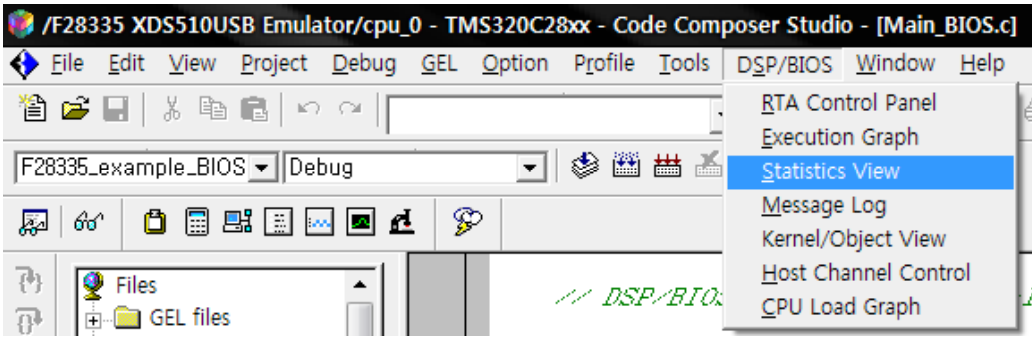 /F28335 XDS510USB Emulator/cpu_0 - TMS320C28xx - Code Composer Studio - [Main_BIOS.c]
File Edit View Project Debug GEL Option Profile Tools DSP/BIOS Window Help
RTA Control Panel
Execution Graph
F28335_example_BIOS Debug
Statistics View
Message Log
Kernel/Object View
Host Channel Control
CPU Load Graph
Files
GEL files
// DSP/BIOS